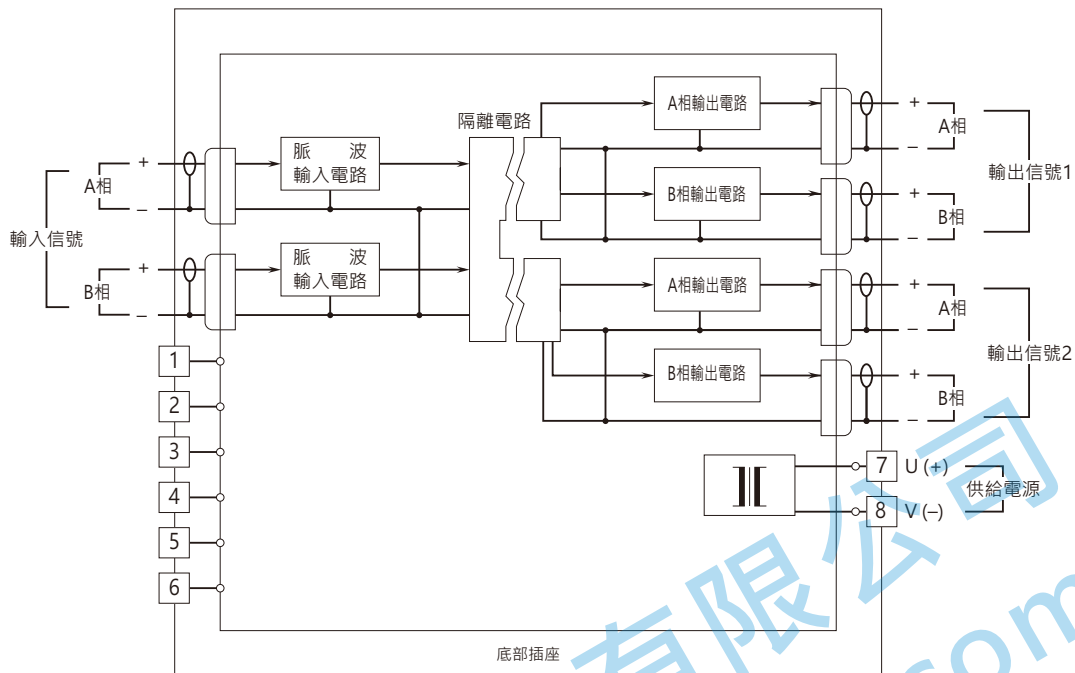 隔離電路
A相輸出電路
+
A相
−
輸出信號1
脈 波
輸入電路
+
A相
−
B相輸出電路
+
B相
−
輸入信號
脈 波
輸入電路
+
B相
−
A相輸出電路
+
A相
−
輸出信號2
B相輸出電路
+
B相
−
1
2
3
4
5
6
7 U (+)
供給電源
8 V (–)
底部插座
有限公司
com